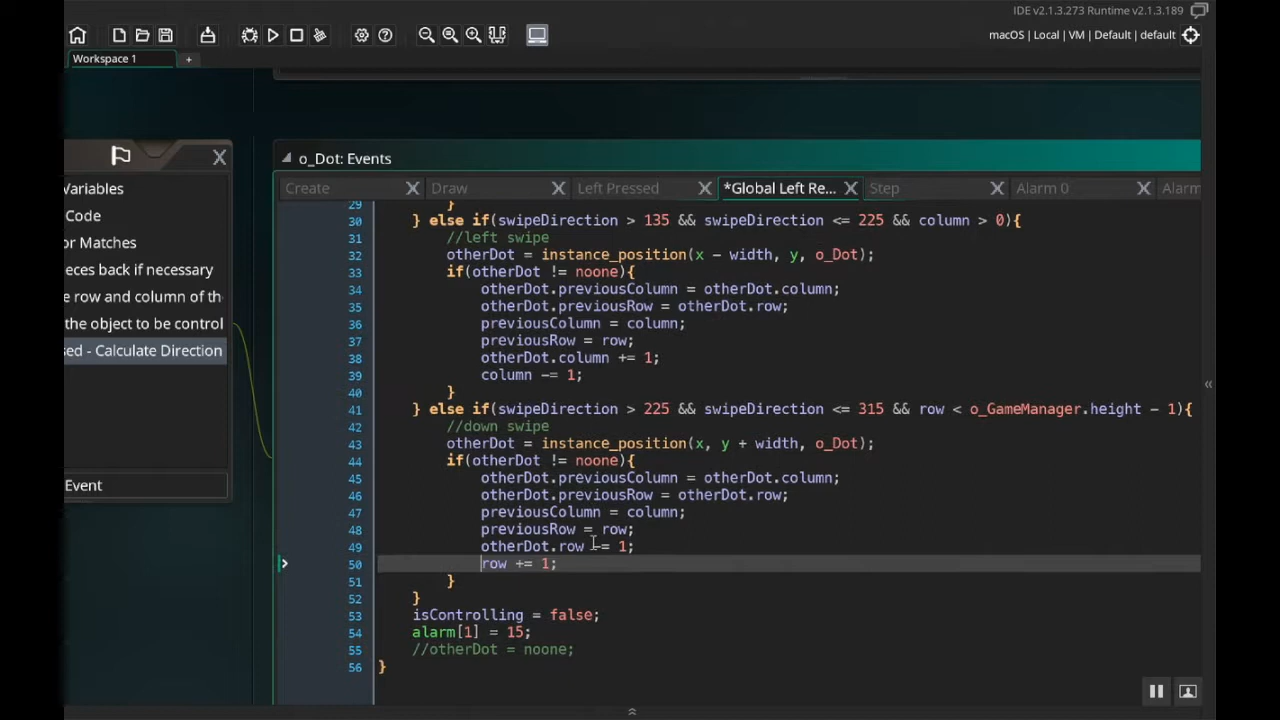 IDE v2.1.3.273 Runtime v2.1.3.189
macOS | Local | VM | Default | default
Workspace 1 +
o_Dot: Events
Variables
Code
or Matches
eces back if necessary
e row and column of th
the object to be control
sed - Calculate Direction
Event
Create Draw Left Pressed *Global Left Re... Step Alarm 0 Alarm
29 }
30 } else if(swipeDirection > 135 && swipeDirection <= 225 && column > 0){
31 //left swipe
32 otherDot = instance_position(x - width, y, o_Dot);
33 if(otherDot != noone){
34 otherDot.previousColumn = otherDot.column;
35 otherDot.previousRow = otherDot.row;
36 previousColumn = column;
37 previousRow = row;
38 otherDot.column += 1;
39 column -= 1;
40 }
41 } else if(swipeDirection > 225 && swipeDirection <= 315 && row < o_GameManager.height - 1){
42 //down swipe
43 otherDot = instance_position(x, y + width, o_Dot);
44 if(otherDot != noone){
45 otherDot.previousColumn = otherDot.column;
46 otherDot.previousRow = otherDot.row;
47 previousColumn = column;
48 previousRow = row;
49 otherDot.row -= 1;
50 row += 1;
51 }
52 }
53 isControlling = false;
54 alarm[1] = 15;
55 //otherDot = noone;
56 }